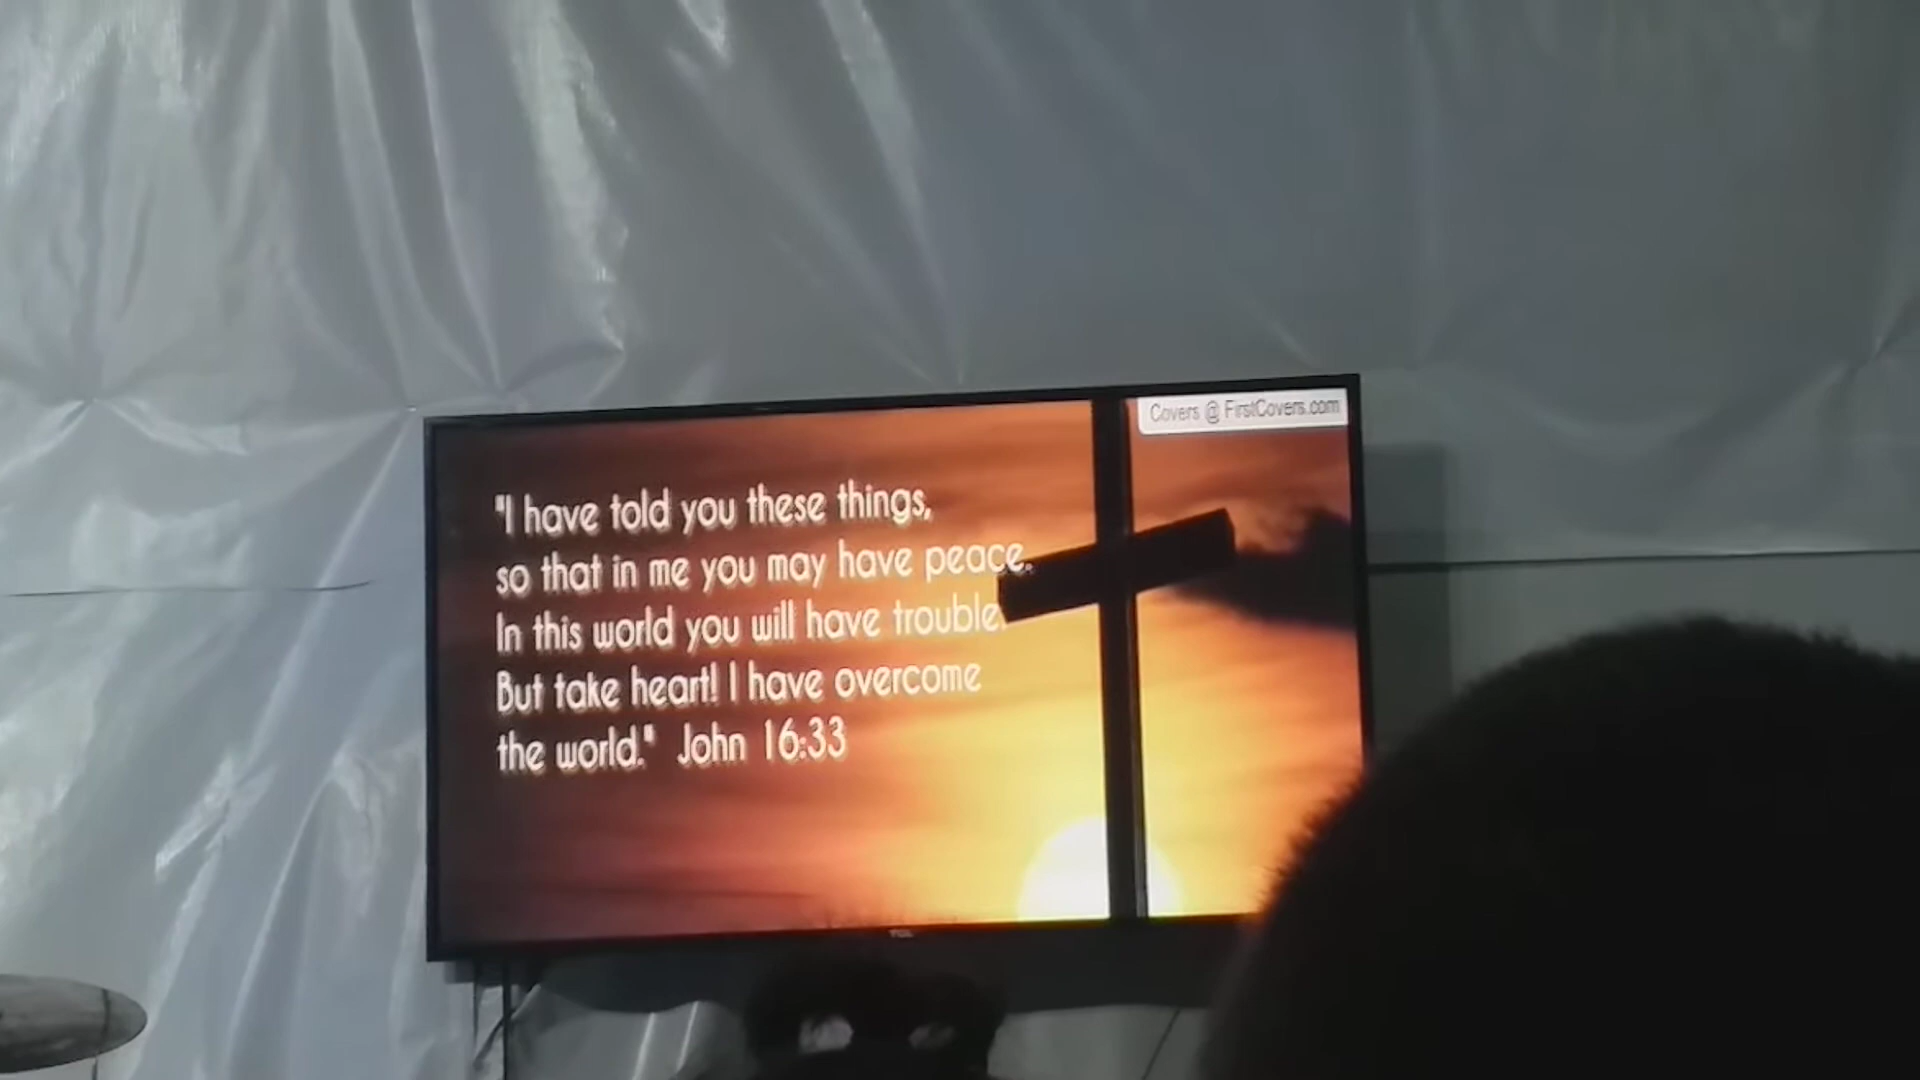 Covers @ FirstCovers.com
"I have told you these things,
so that in me you may have peace.
In this world you will have trouble.
But take heart! I have overcome
the world." John 16:33
TCL